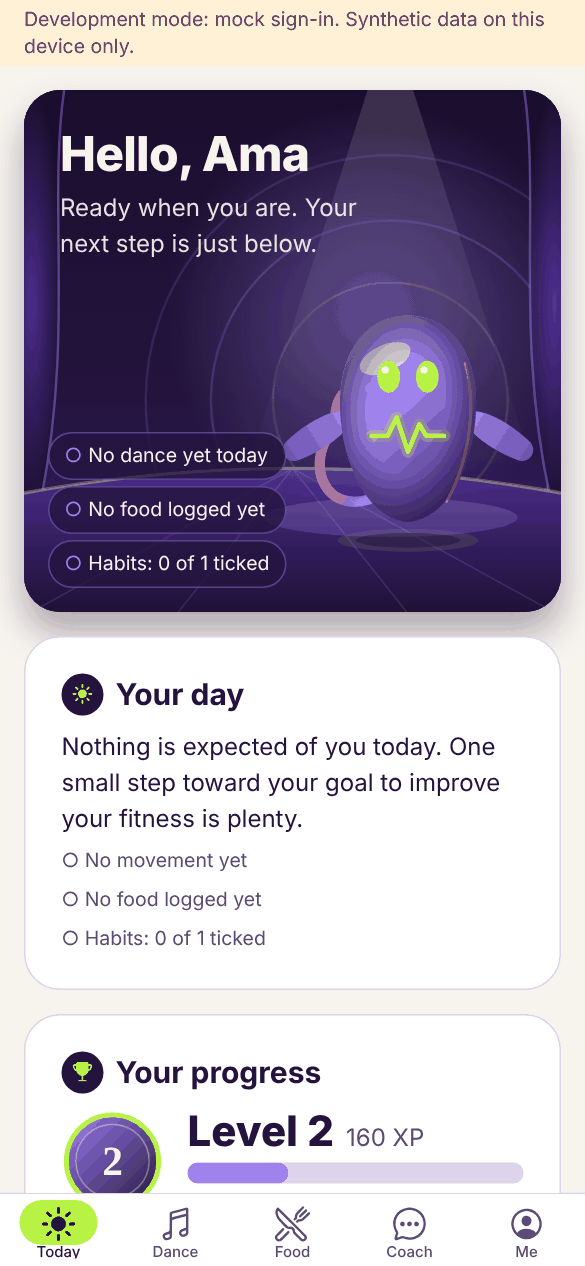 Development mode: mock sign-in. Synthetic data on this
device only.
Hello, Ama
Ready when you are. Your
next step is just below.
No dance yet today
No food logged yet
Habits: 0 of 1 ticked
Your day
Nothing is expected of you today. One
small step toward your goal to improve
your fitness is plenty.
No movement yet
No food logged yet
Habits: 0 of 1 ticked
Your progress
2
Level 2 160 XP
Today Dance Food Coach Me